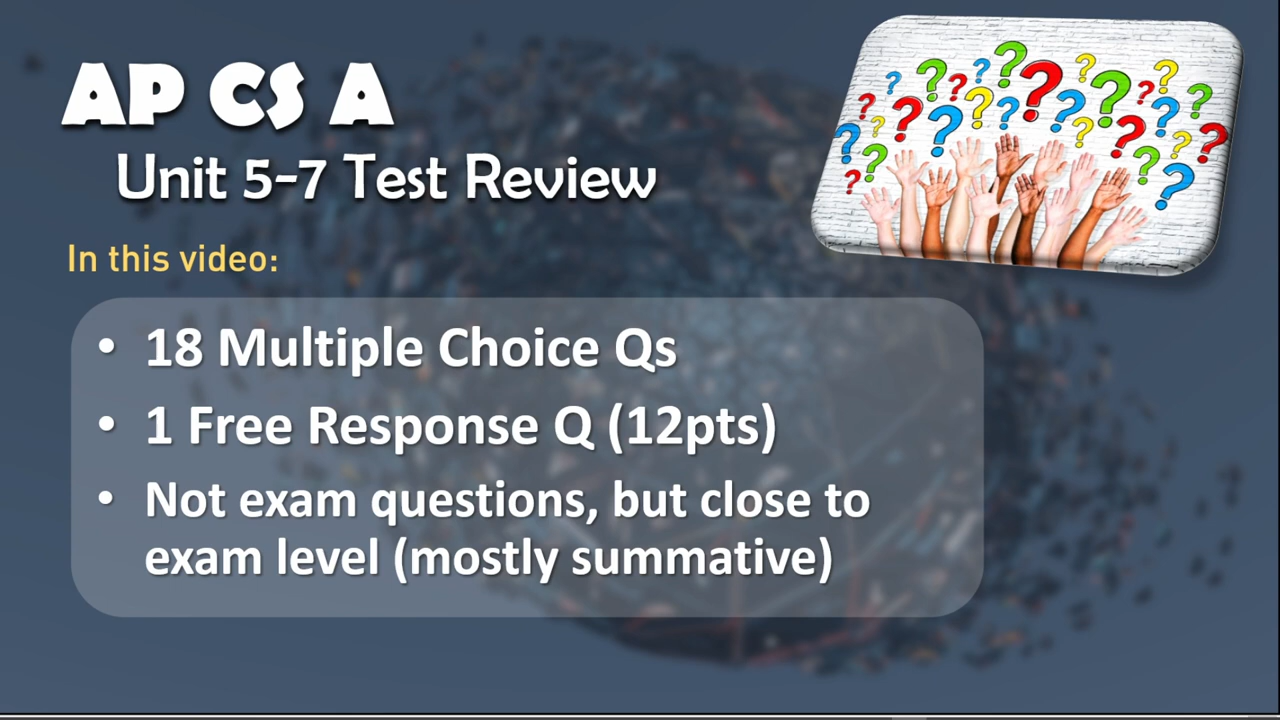 AP CS A
Unit 5-7 Test Review
In this video:
• 18 Multiple Choice Qs
• 1 Free Response Q (12pts)
• Not exam questions, but close to
exam level (mostly summative)